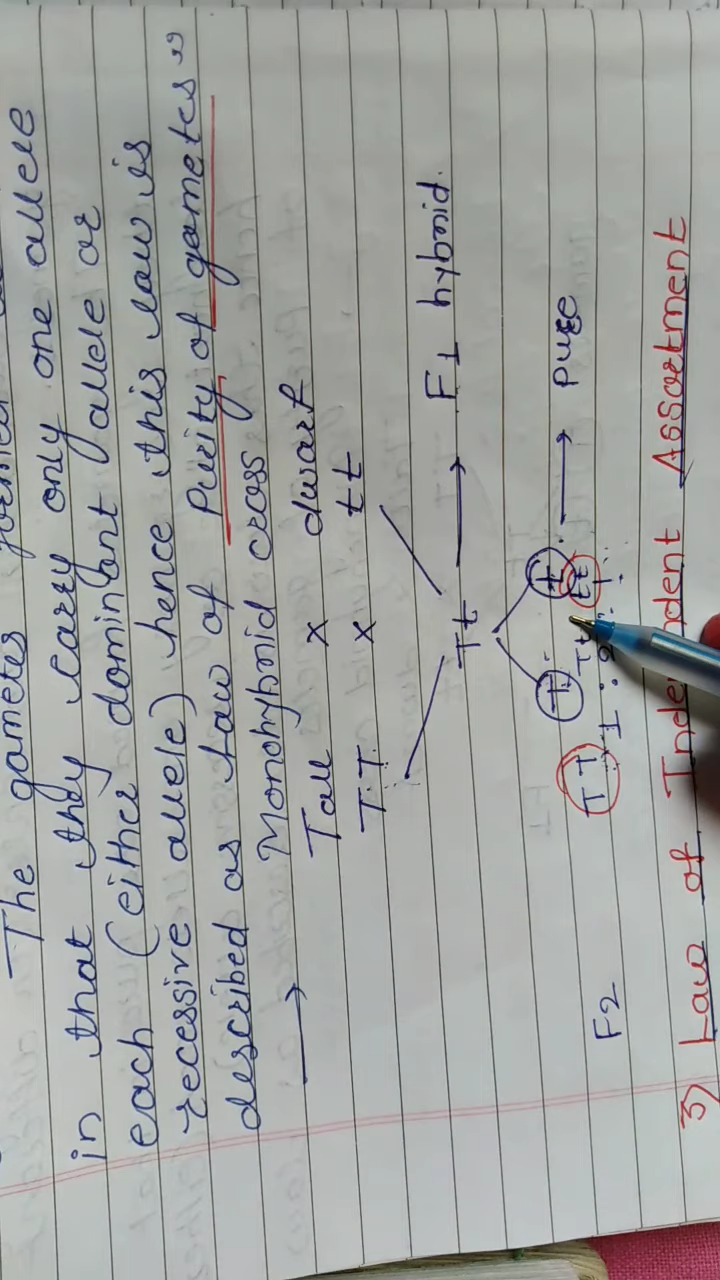 The gametes
in that they carry only one allele
each (either dominant allele or
recessive allele) hence this law is
described as law of Purity of gametes"
→ Monohybrid cross
Tall × dwarf
TT × tt
Tt → F1 hybrid.
T t → pure
TT Tt tt
F2 1 : 2 : 1
3) Law of Independent Assortment